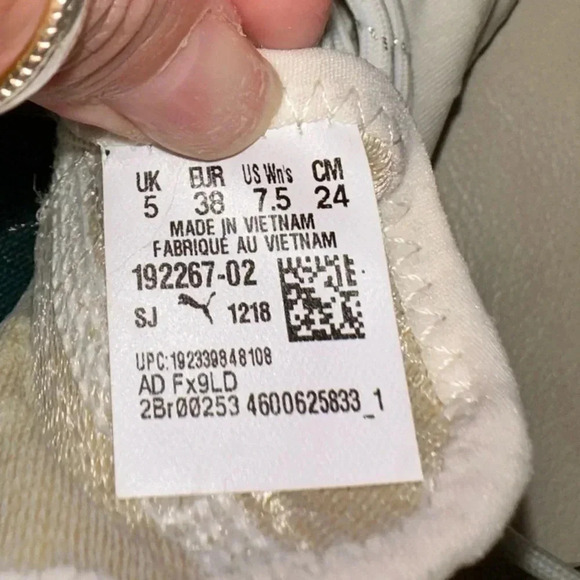 UK EUR US Wn's CM
5 38 7.5 24
MADE IN VIETNAM
FABRIQUÉ AU VIETNAM
192267-02
SJ 1218
UPC:192339848108
AD Fx9LD
2Br00253 4600625833_1